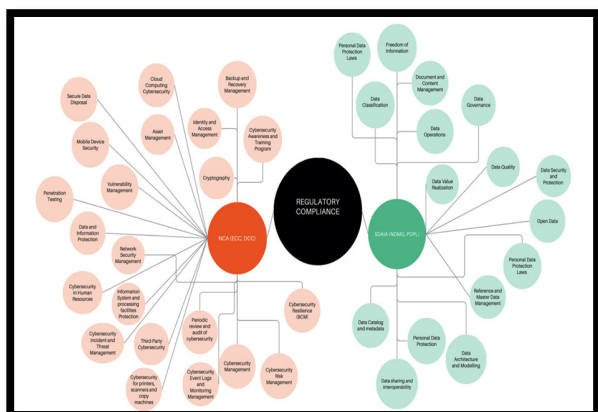 REGULATORY
COMPLIANCE
NCA (ECC, DCC)
SDAIA (NDMO, PDPL)
Backup and
Recovery
Management
Cloud
Computing
Cybersecurity
Secure Data
Disposal
Identity and
Access
Management
Asset
Management
Cybersecurity
Awareness and
Training
Program
Mobile Device
Security
Cryptography
Vulnerability
Management
Penetration
Testing
Data and
Information
Protection
Network
Security
Management
Cybersecurity
in Human
Resources
Information
System and
processing
facilities
Protection
Cybersecurity
Incident and
Threat
Management
Third-Party
Cybersecurity
Cybersecurity
for printers,
scanners and
copy
machines
Periodic
review and
audit of
cybersecurity
Cybersecurity
Event Logs
and
Monitoring
Management
Cybersecurity
Management
Cybersecurity
Risk
Management
Cybersecurity
Resilience
(BCM)
Personal Data
Protection
Laws
Freedom of
Information
Document and
Content
Management
Data
Classification
Data
Governance
Data
Operations
Data Value
Realization
Data Quality
Data Security
and
Protection
Open Data
Personal Data
Protection
Laws
Reference and
Master Data
Management
Data Catalog
and metadata
Personal Data
Protection
Data
Architecture
and
Modelling
Data sharing and
interoperability